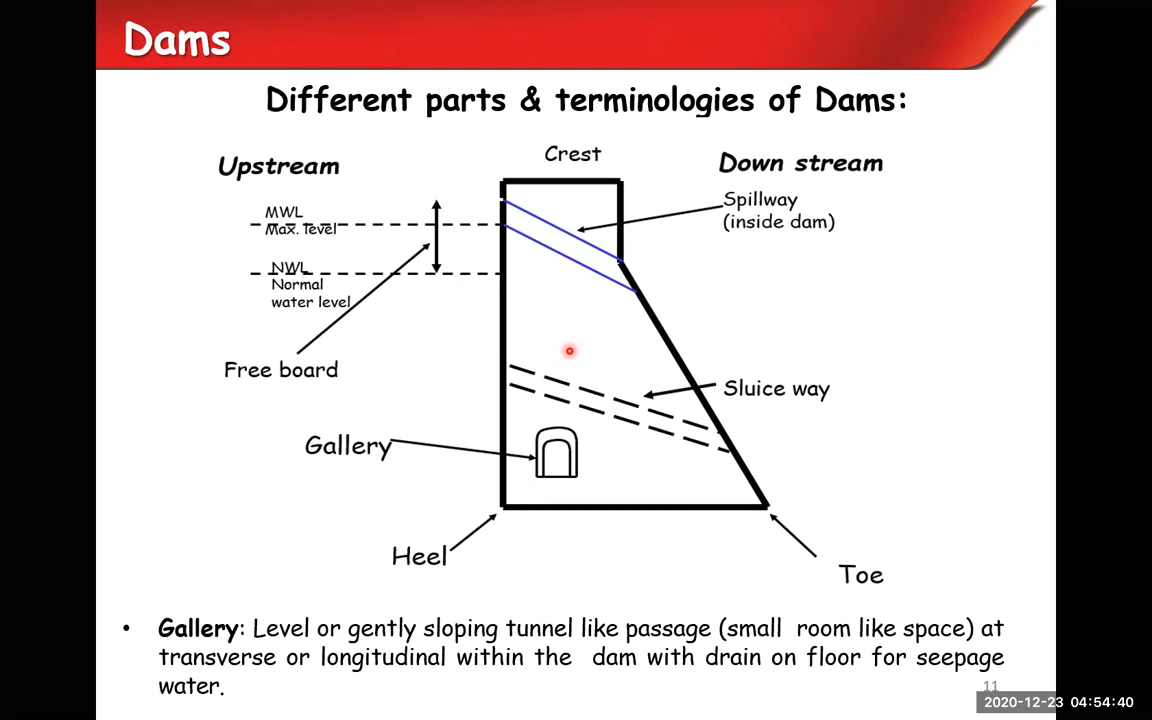 Dams
Different parts & terminologies of Dams:
Crest
Upstream
Down stream
MWL
Max. level
Spillway
(inside dam)
NWL
Normal
water level
Free board
Sluice way
Gallery
Heel
Toe
• Gallery: Level or gently sloping tunnel like passage (small room like space) at
transverse or longitudinal within the dam with drain on floor for seepage
water.
11
2020-12-23 04:54:40